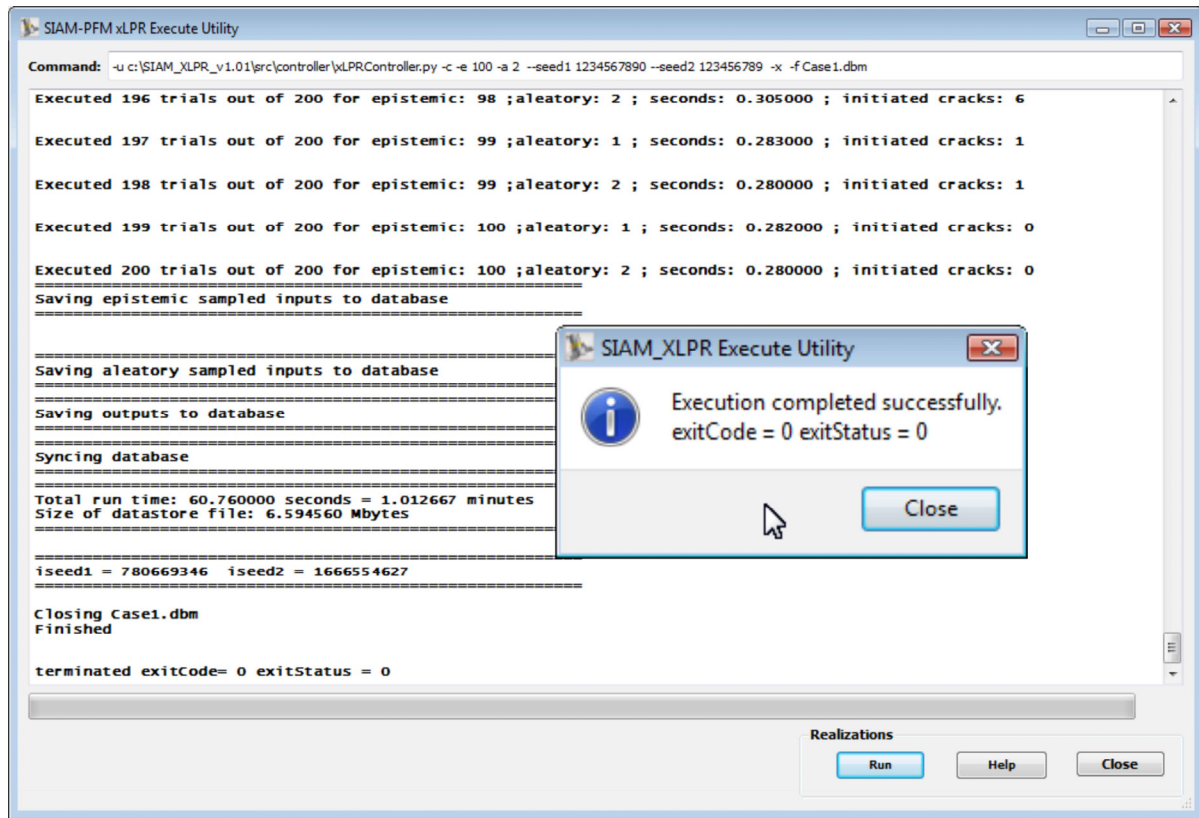 SIAM-PFM xLPR Execute Utility
Command: -u c:\SIAM_XLPR_v1.01\src\controller\xLPRController.py -c -e 100 -a 2 --seed1 1234567890 --seed2 123456789 -x -f Case1.dbm
Executed 196 trials out of 200 for epistemic: 98 ;aleatory: 2 ; seconds: 0.305000 ; initiated cracks: 6
Executed 197 trials out of 200 for epistemic: 99 ;aleatory: 1 ; seconds: 0.283000 ; initiated cracks: 1
Executed 198 trials out of 200 for epistemic: 99 ;aleatory: 2 ; seconds: 0.280000 ; initiated cracks: 1
Executed 199 trials out of 200 for epistemic: 100 ;aleatory: 1 ; seconds: 0.282000 ; initiated cracks: 0
Executed 200 trials out of 200 for epistemic: 100 ;aleatory: 2 ; seconds: 0.280000 ; initiated cracks: 0
Saving epistemic sampled inputs to database
Saving aleatory sampled inputs to database
Saving outputs to database
Syncing database
Total run time: 60.760000 seconds = 1.012667 minutes
Size of datastore file: 6.594560 Mbytes
iseed1 = 780669346 iseed2 = 1666554627
Closing Case1.dbm
Finished
terminated exitCode= 0 exitStatus = 0
SIAM_XLPR Execute Utility
Execution completed successfully.
exitCode = 0 exitStatus = 0
Close
Realizations
Run
Help
Close